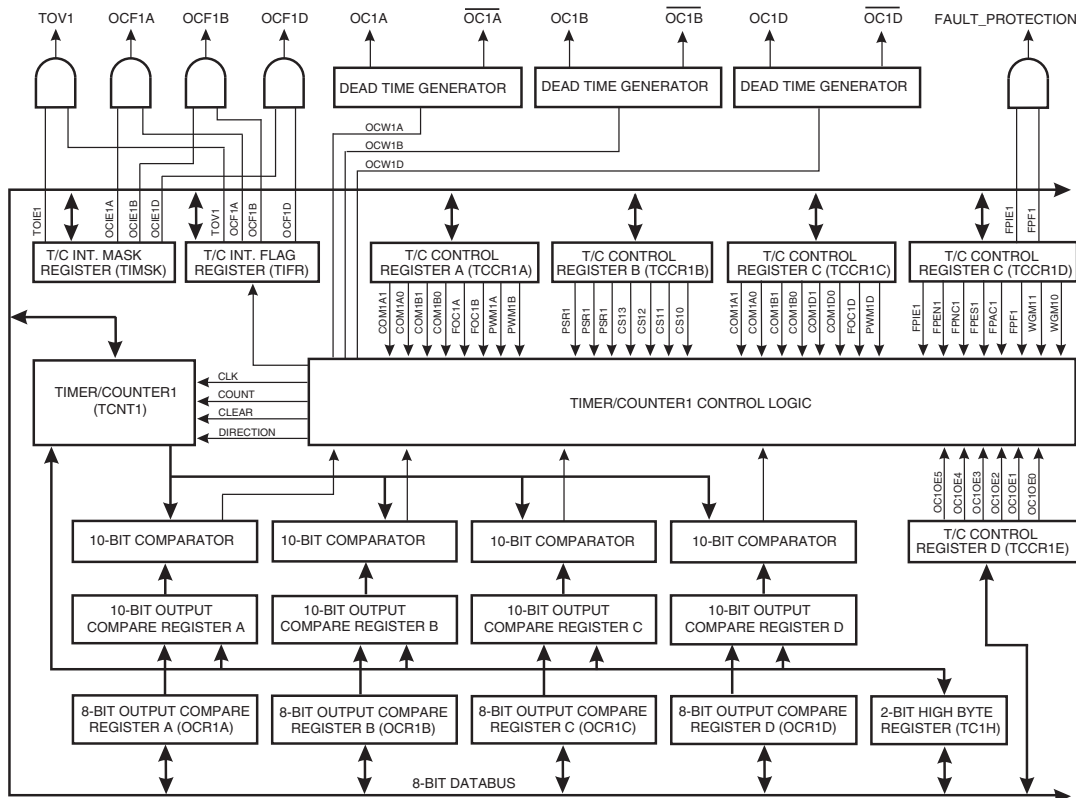 TOV1 OCF1A OCF1B OCF1D OC1A OC1A OC1B OC1B OC1D OC1D FAULT_PROTECTION
DEAD TIME GENERATOR DEAD TIME GENERATOR DEAD TIME GENERATOR
OCW1A
OCW1B
OCW1D
TOIE1
OCIE1A
OCIE1B
OCIE1D
TOV1
OCF1A
OCF1B
OCF1D
FPIE1
FPF1
T/C INT. MASK
REGISTER (TIMSK)
T/C INT. FLAG
REGISTER (TIFR)
T/C CONTROL
REGISTER A (TCCR1A)
T/C CONTROL
REGISTER B (TCCR1B)
T/C CONTROL
REGISTER C (TCCR1C)
T/C CONTROL
REGISTER C (TCCR1D)
COM1A1
COM1A0
COM1B1
COM1B0
FOC1A
FOC1B
PWM1A
PWM1B
PSR1
PSR1
PSR1
CS13
CS12
CS11
CS10
COM1A1
COM1A0
COM1B1
COM1B0
COM1D1
COM1D0
FOC1D
PWM1D
FPIE1
FPEN1
FPNC1
FPES1
FPAC1
FPF1
WGM11
WGM10
TIMER/COUNTER1
(TCNT1)
CLK
COUNT
CLEAR
DIRECTION
TIMER/COUNTER1 CONTROL LOGIC
OC1OE5
OC1OE4
OC1OE3
OC1OE2
OC1OE1
OC1OE0
10-BIT COMPARATOR 10-BIT COMPARATOR 10-BIT COMPARATOR 10-BIT COMPARATOR
T/C CONTROL
REGISTER D (TCCR1E)
10-BIT OUTPUT
COMPARE REGISTER A
10-BIT OUTPUT
COMPARE REGISTER B
10-BIT OUTPUT
COMPARE REGISTER C
10-BIT OUTPUT
COMPARE REGISTER D
8-BIT OUTPUT COMPARE
REGISTER A (OCR1A)
8-BIT OUTPUT COMPARE
REGISTER B (OCR1B)
8-BIT OUTPUT COMPARE
REGISTER C (OCR1C)
8-BIT OUTPUT COMPARE
REGISTER D (OCR1D)
2-BIT HIGH BYTE
REGISTER (TC1H)
8-BIT DATABUS